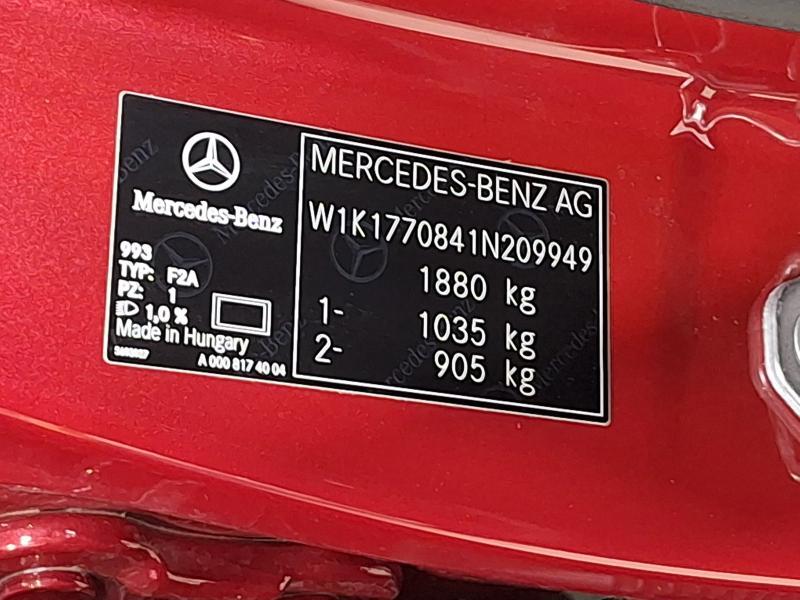 Mercedes-Benz
993
TYP: F2A
PZ: 1
1,0 %
Made in Hungary
A 000 817 40 04
MERCEDES-BENZ AG
W1K1770841N209949
1880 kg
1- 1035 kg
2- 905 kg